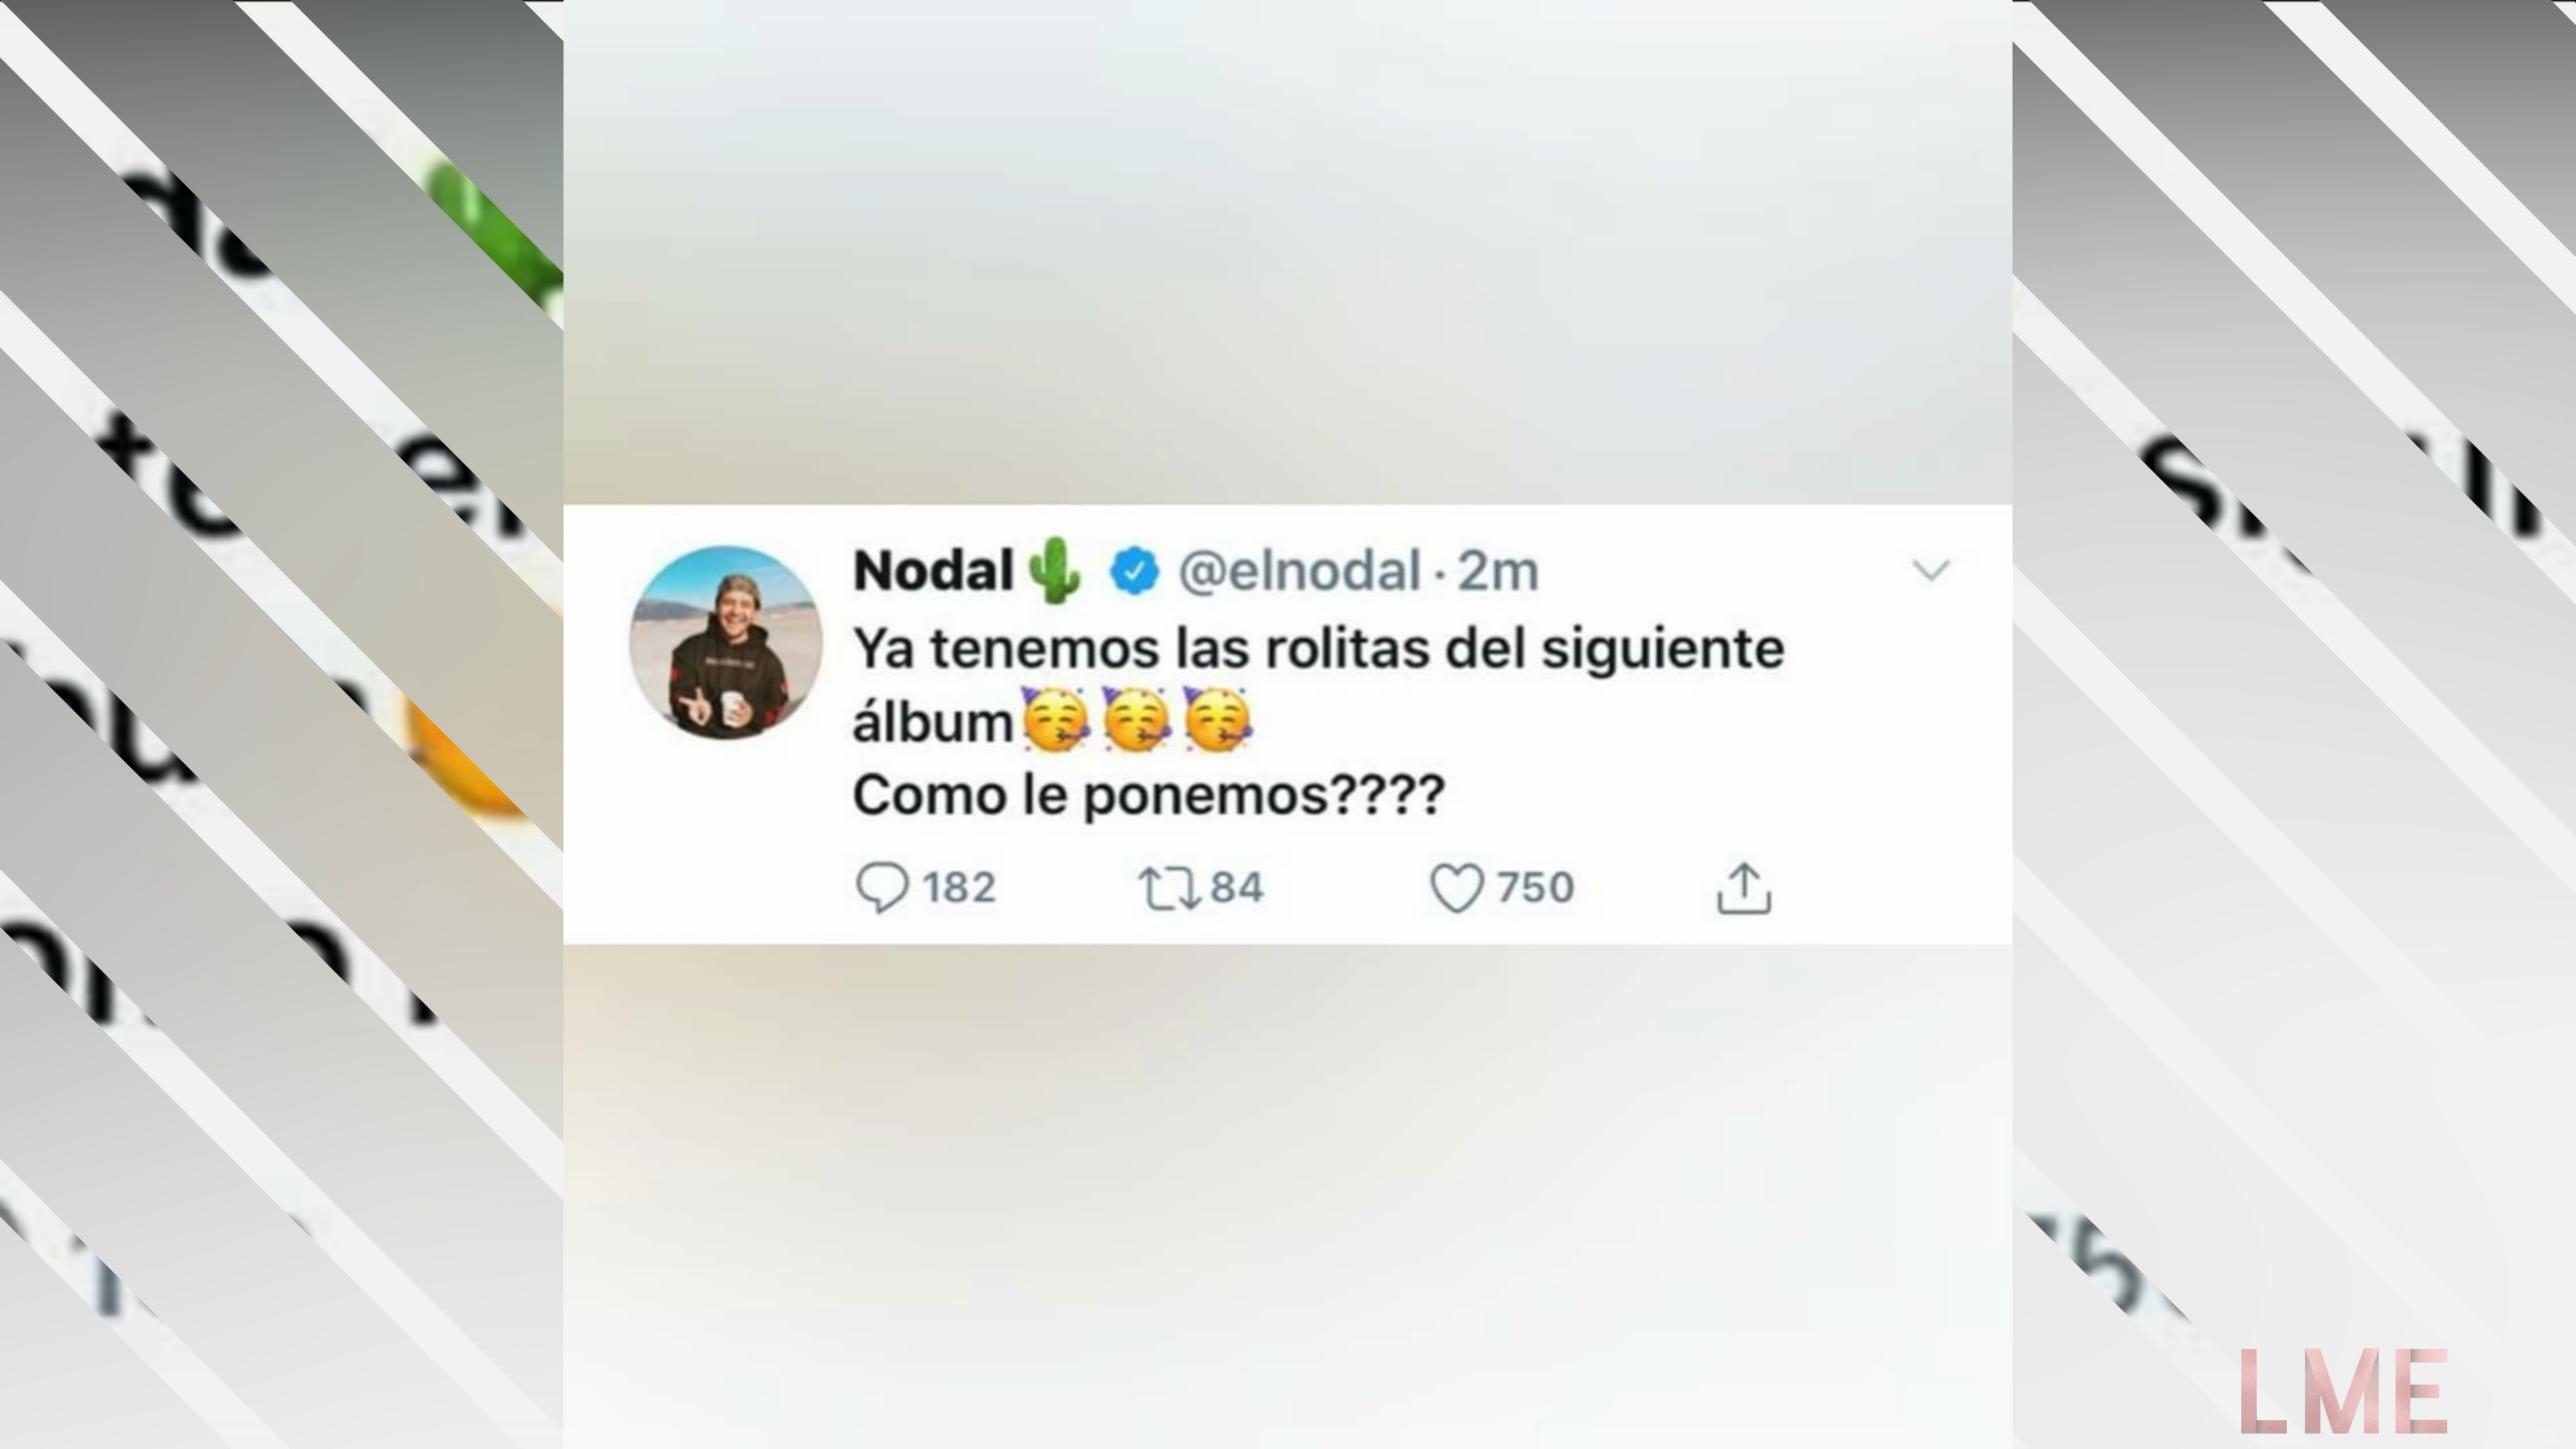 Nodal🌵 @elnodal · 2m
Ya tenemos las rolitas del siguiente
álbum🥳🥳🥳
Como le ponemos????
182 84 750
LME